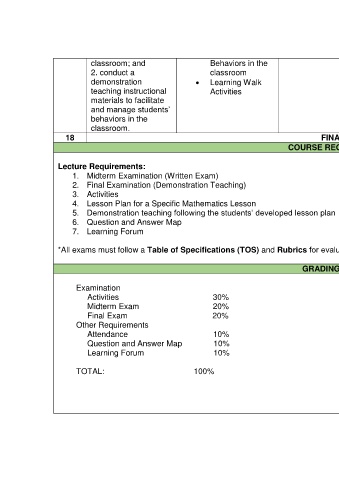 classroom; and
2. conduct a
demonstration
teaching instructional
materials to facilitate
and manage students'
behaviors in the
classroom.
Behaviors in the
classroom
• Learning Walk
Activities
18
COURSE
Lecture Requirements:
1. Midterm Examination (Written Exam)
2. Final Examination (Demonstration Teaching)
3. Activities
4. Lesson Plan for a Specific Mathematics Lesson
5. Demonstration teaching following the students' developed lesson plan
6. Question and Answer Map
7. Learning Forum
*All exams must follow a Table of Specifications (TOS) and Rubrics for
GRADING
Examination
Activities 30%
Midterm Exam 20%
Final Exam 20%
Other Requirements
Attendance 10%
Question and Answer Map 10%
Learning Forum 10%
TOTAL: 100%